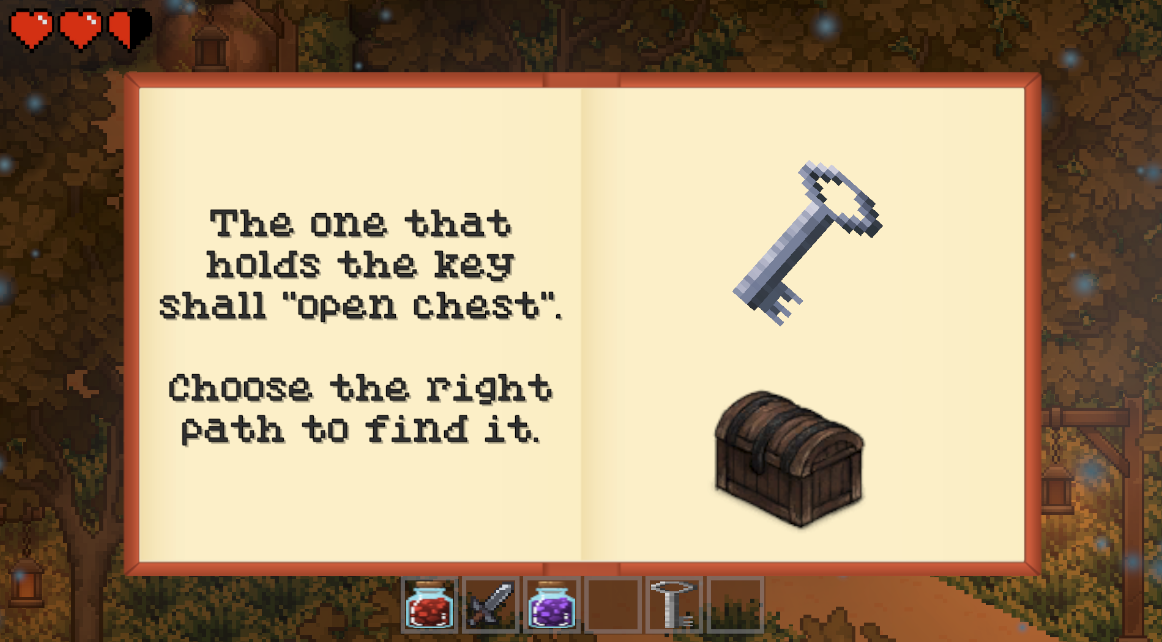 The one that
holds the key
shall "open chest".
Choose the right
path to find it.